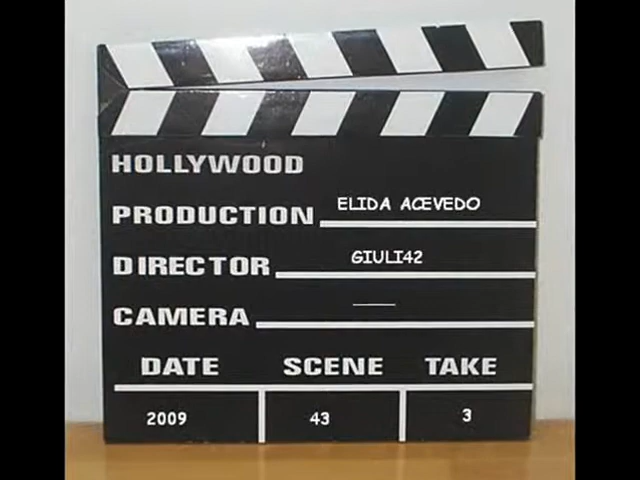 HOLLYWOOD
PRODUCTION ELIDA ACEVEDO
DIRECTOR GIULI42
CAMERA
DATE SCENE TAKE
2009 43 3